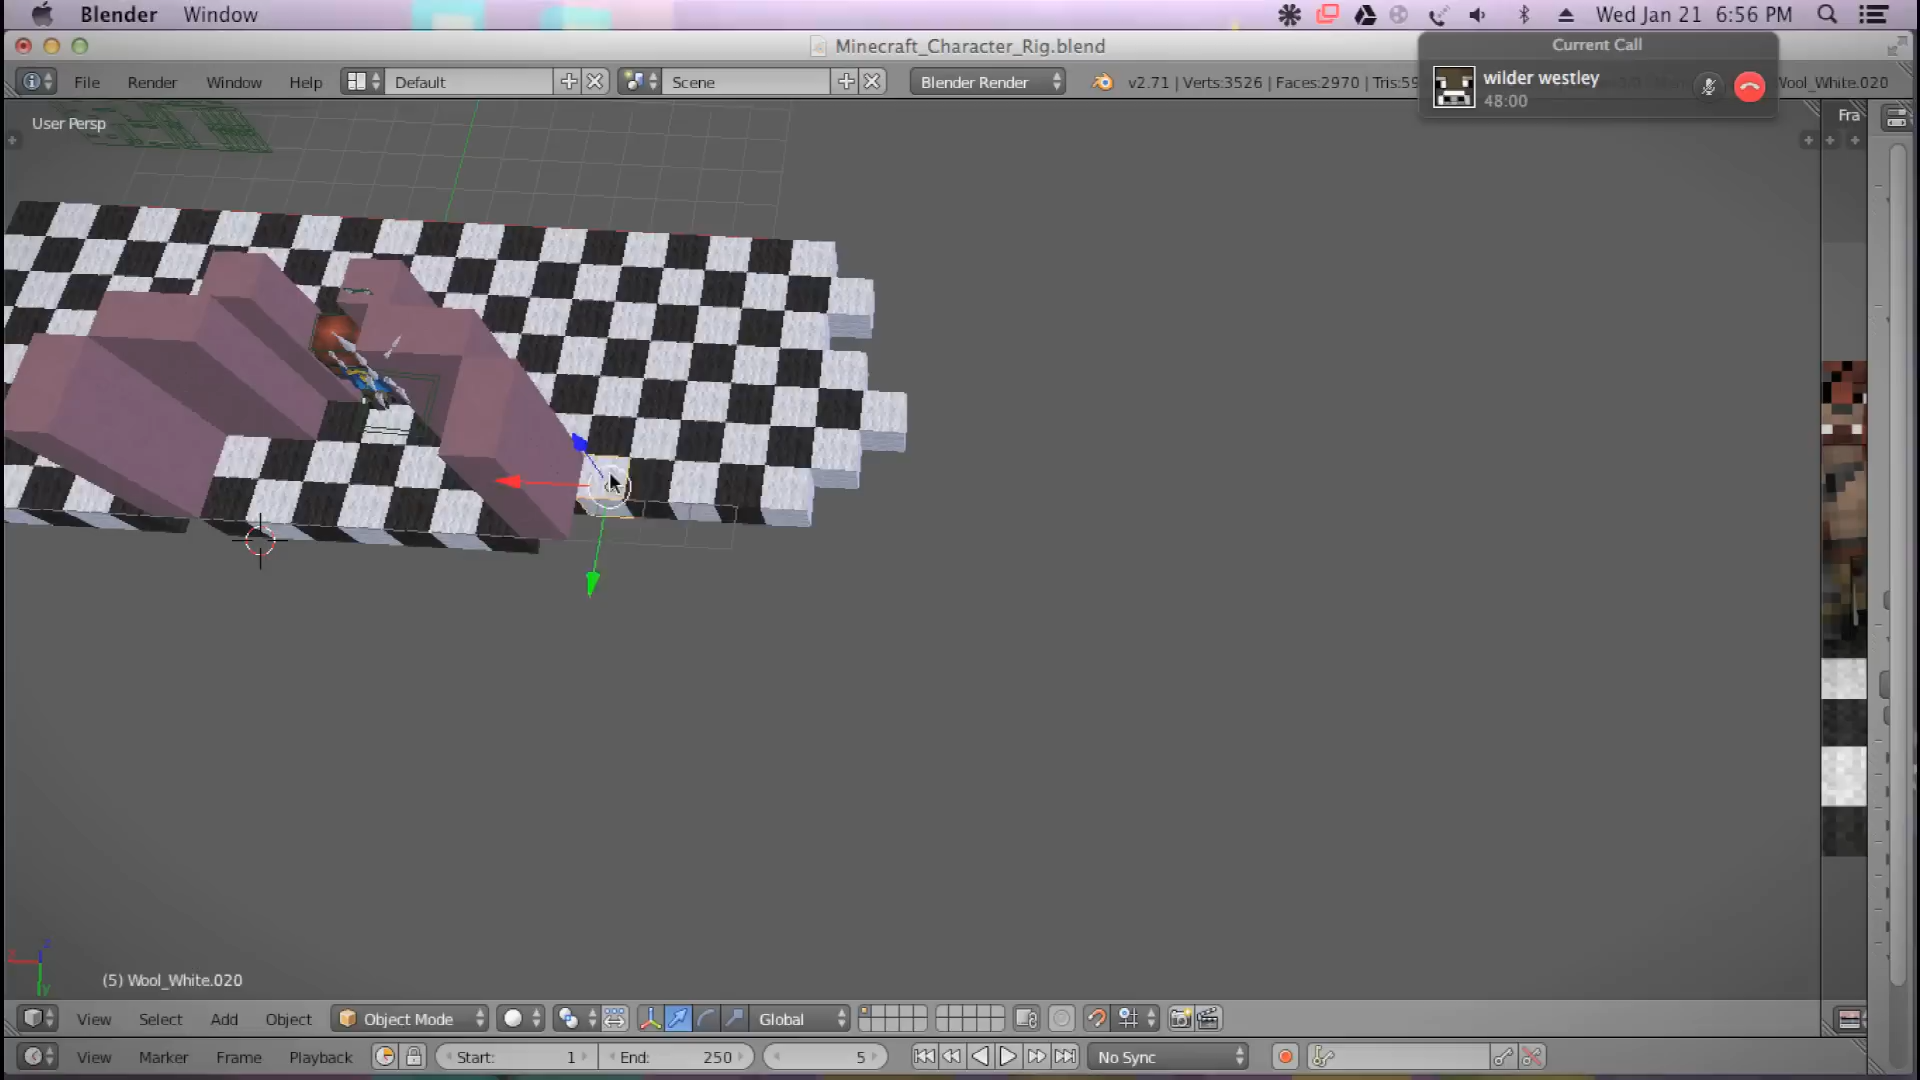 Blender Window Wed Jan 21 6:56 PM
Minecraft_Character_Rig.blend
Current Call
wilder westley
48:00
File Render Window Help Default Scene Blender Render v2.71 | Verts:3526 | Faces:2970 | Tris:59 Wool_White.020
User Persp
Fra
(5) Wool_White.020
View Select Add Object Object Mode Global
View Marker Frame Playback Start: 1 End: 250 5 No Sync